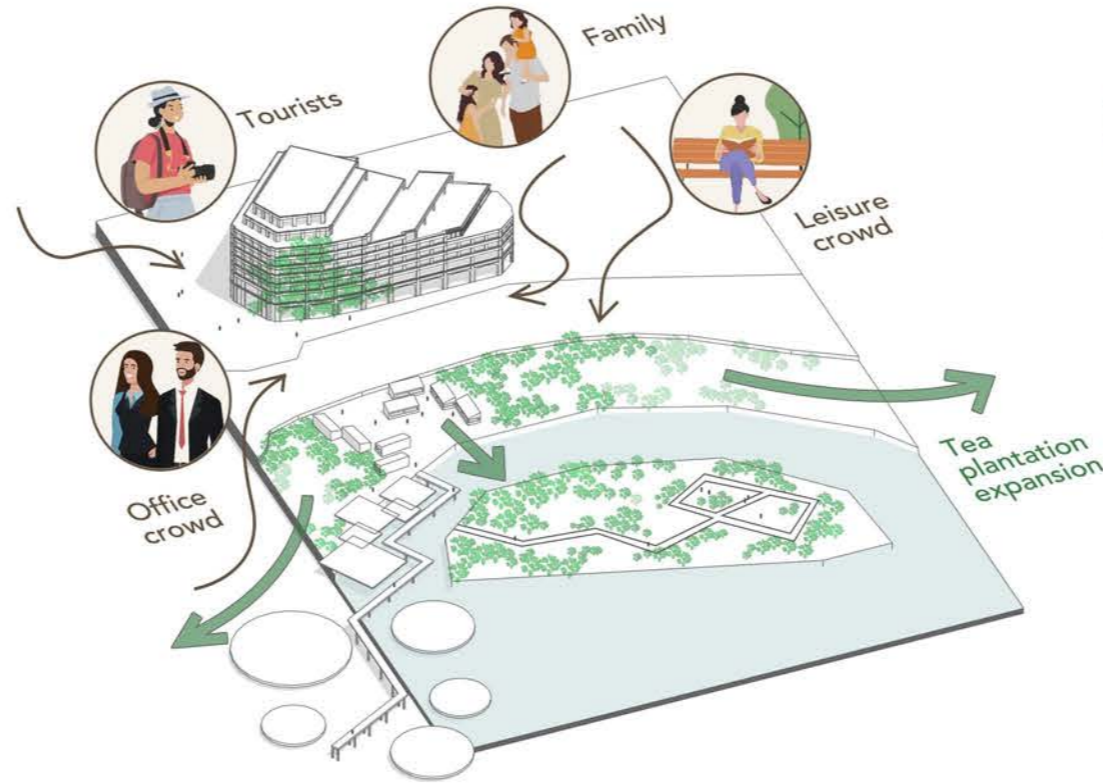 Family
Tourists
Leisure
crowd
Tea
plantation
expansion
Office
crowd